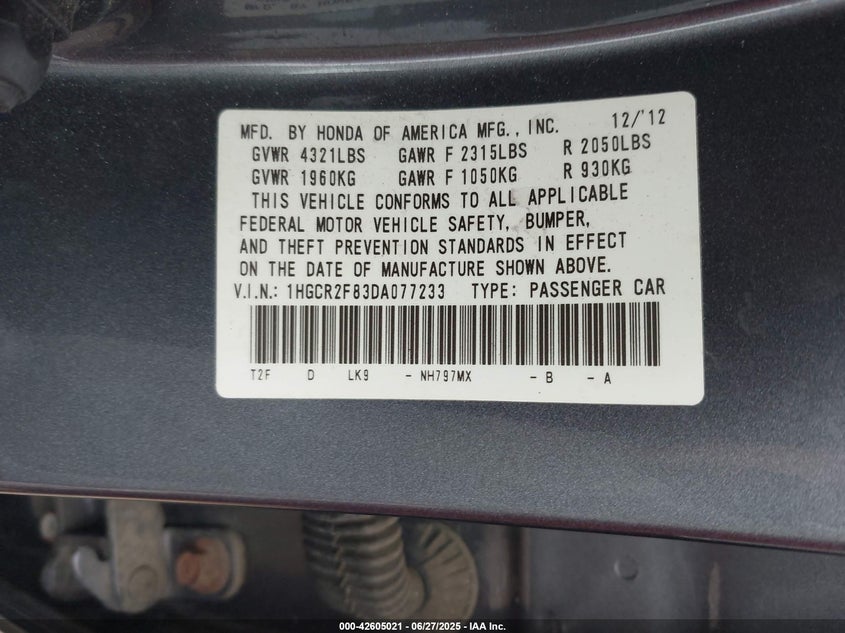 MFD. BY HONDA OF AMERICA MFG., INC. 12/'12
GVWR 4321LBS GAWR F 2315LBS R 2050LBS
GVWR 1960KG GAWR F 1050KG R 930KG
THIS VEHICLE CONFORMS TO ALL APPLICABLE
FEDERAL MOTOR VEHICLE SAFETY, BUMPER,
AND THEFT PREVENTION STANDARDS IN EFFECT
ON THE DATE OF MANUFACTURE SHOWN ABOVE.
V.I.N.: 1HGCR2F83DA077233 TYPE: PASSENGER CAR
T2F D LK9 - NH797MX - B - A
000-42605021 | 06/27/2025 - IAA Inc.